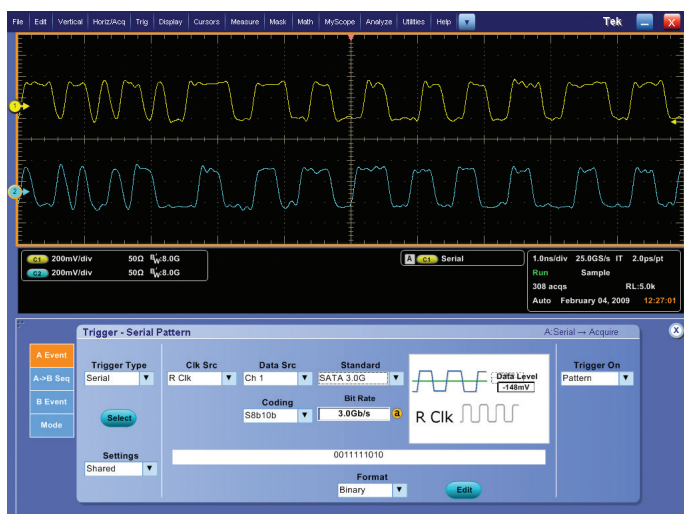 File Edit Vertical Horiz/Acq Trig Display Cursors Measure Mask Math MyScope Analyze Utilities Help Tek X
1
2
C1 200mV/div 50Ω BW:8.0G
C2 200mV/div 50Ω BW:8.0G
A C1 Serial
1.0ns/div 25.0GS/s IT 2.0ps/pt
Run Sample
308 acqs RL:5.0k
Auto February 04, 2009 12:27:01
Trigger - Serial Pattern A:Serial → Acquire X
A Event
A->B Seq
B Event
Mode
Trigger Type
Serial
Select
Settings
Shared
Clk Src
R Clk
Data Src
Ch 1
Standard
SATA 3.0G
Coding
S8b10b
Bit Rate
3.0Gb/s a
Data Level
-148mV
R Clk
Trigger On
Pattern
0011111010
Format
Binary
Edit